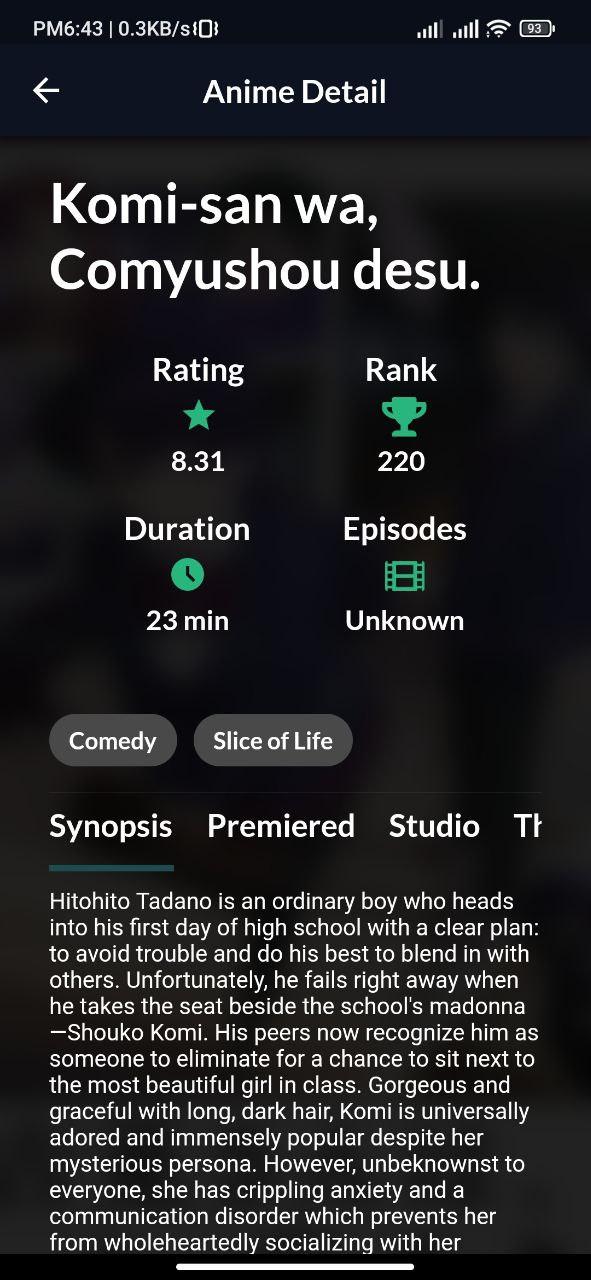 PM6:43 | 0.3KB/s 93
Anime Detail
Komi-san wa,
Comyushou desu.
Rating Rank
8.31 220
Duration Episodes
23 min Unknown
Comedy Slice of Life
Synopsis Premiered Studio Th
Hitohito Tadano is an ordinary boy who heads
into his first day of high school with a clear plan:
to avoid trouble and do his best to blend in with
others. Unfortunately, he fails right away when
he takes the seat beside the school's madonna
—Shouko Komi. His peers now recognize him as
someone to eliminate for a chance to sit next to
the most beautiful girl in class. Gorgeous and
graceful with long, dark hair, Komi is universally
adored and immensely popular despite her
mysterious persona. However, unbeknownst to
everyone, she has crippling anxiety and a
communication disorder which prevents her
from wholeheartedly socializing with her